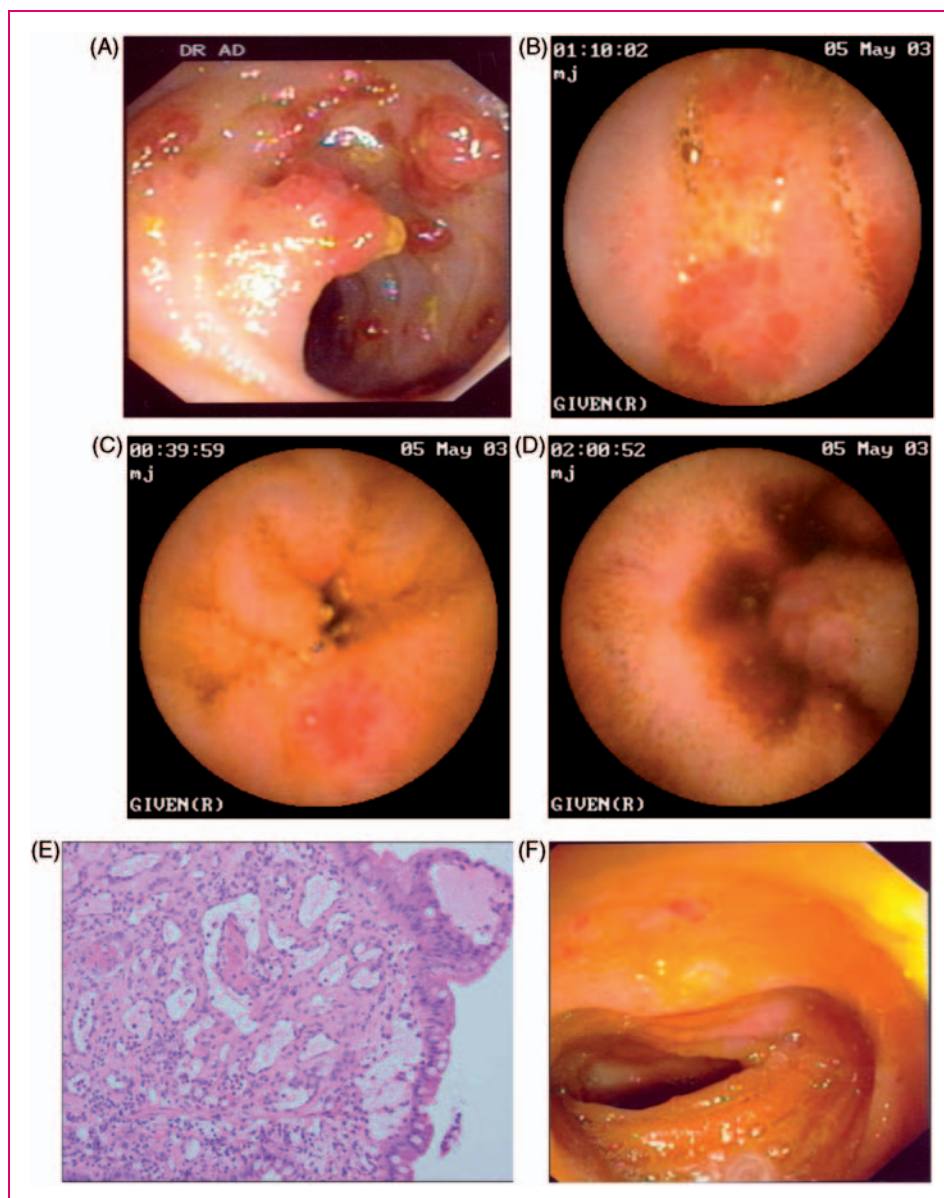 (A)
DR AD
(B)
01:10:02 05 May 03
mj
GIVEN(R)
(C)
00:39:59 05 May 03
mj
GIVEN(R)
(D)
02:00:52 05 May 03
mj
GIVEN(R)
(E)
(F)